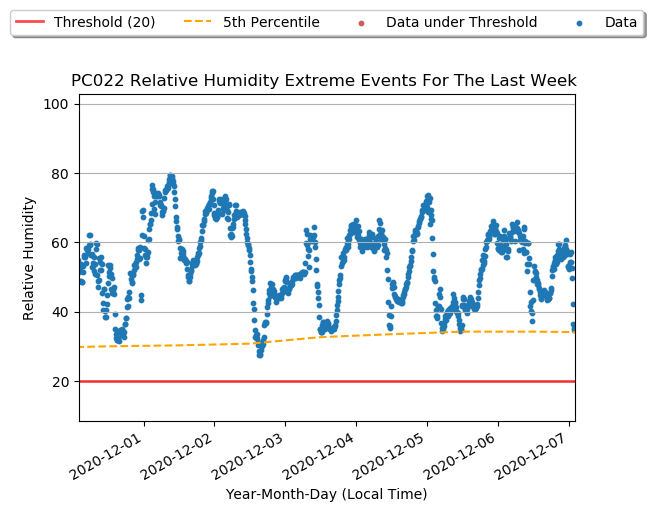 Threshold (20) 5th Percentile Data under Threshold Data
PC022 Relative Humidity Extreme Events For The Last Week
100
80
60
40
20
Relative Humidity
2020-12-01 2020-12-02 2020-12-03 2020-12-04 2020-12-05 2020-12-06 2020-12-07
Year-Month-Day (Local Time)